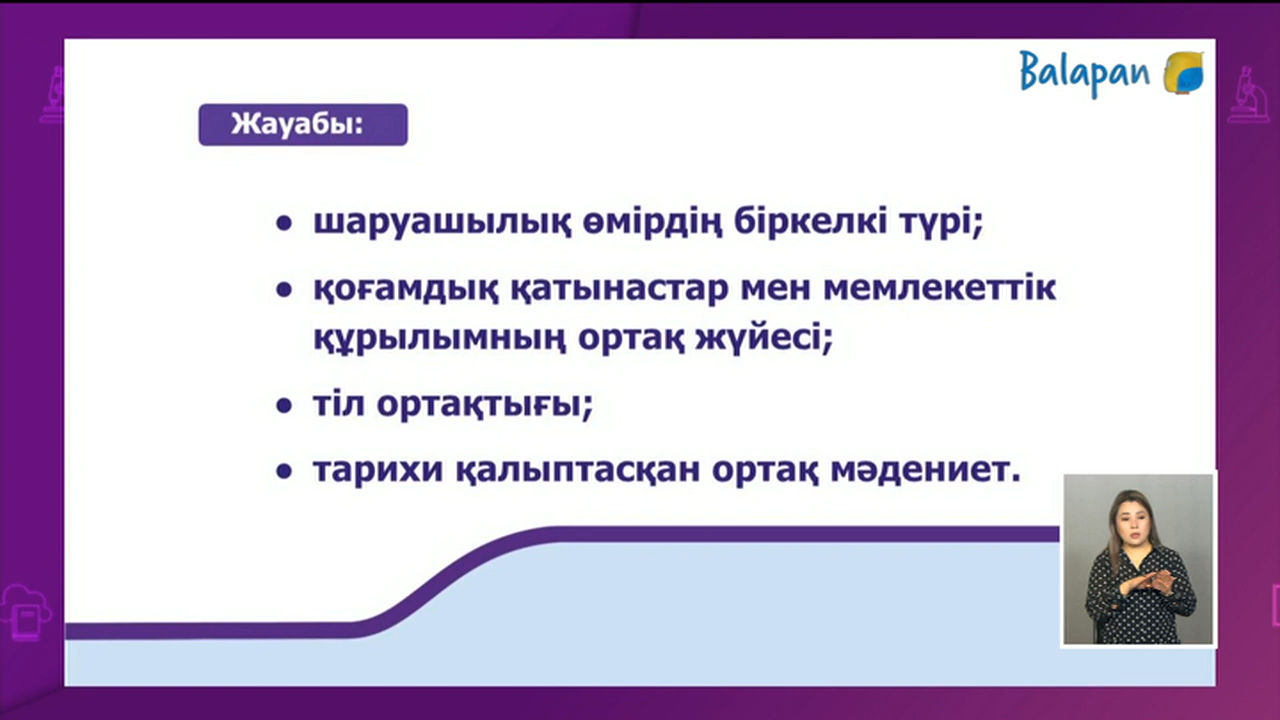 Balapan
Жауабы:
• шаруашылық өмірдің біркелкі түрі;
• қоғамдық қатынастар мен мемлекеттік
құрылымның ортақ жүйесі;
• тіл ортақтығы;
• тарихи қалыптасқан ортақ мәдениет.